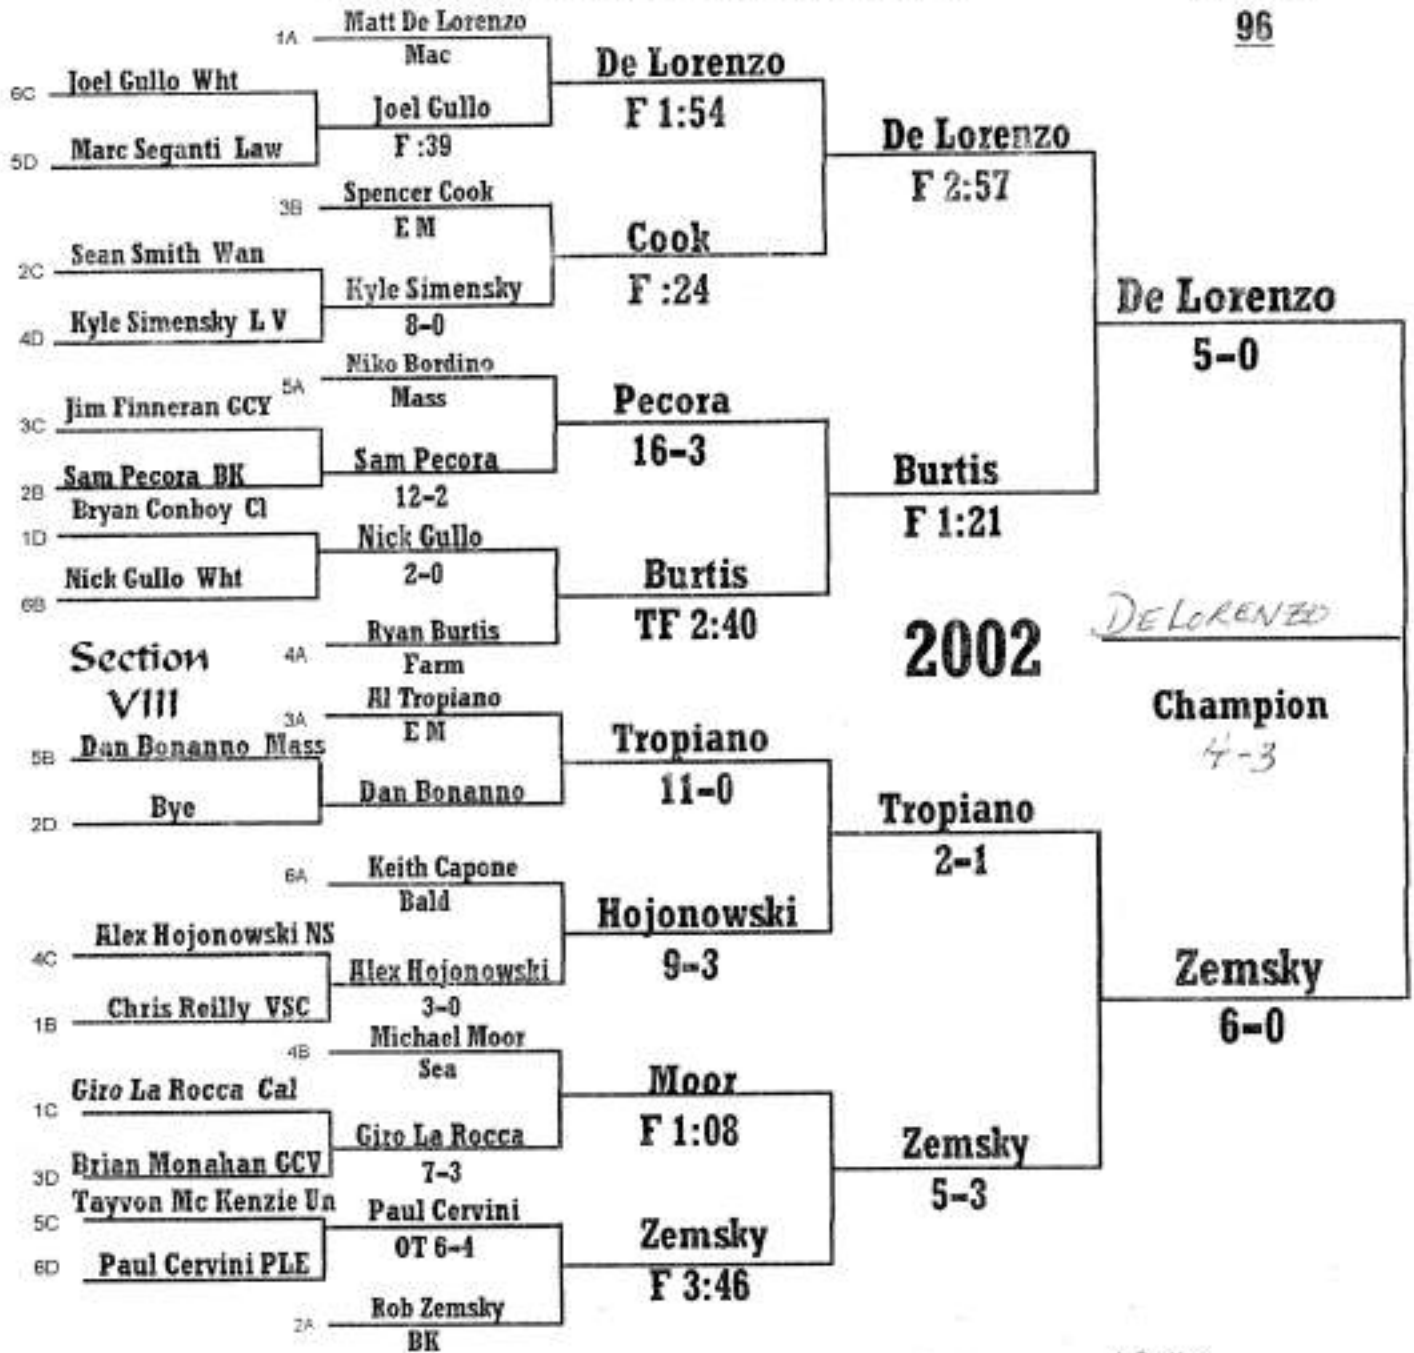 96
1A Matt De Lorenzo
Mac
De Lorenzo
F 1:54
6C Joel Gullo Wht
Joel Gullo
F :39
5D Marc Seganti Law
De Lorenzo
F 2:57
3B Spencer Cook
E M
Cook
F :24
2C Sean Smith Wan
Kyle Simensky
8-0
4D Kyle Simensky L V
De Lorenzo
5-0
5A Niko Bordino
Mass
Pecora
16-3
3C Jim Finneran GCY
Sam Pecora
12-2
2B Sam Pecora BK
Burtis
F 1:21
1D Bryan Conboy Cl
Nick Gullo
2-0
6B Nick Gullo Wht
Burtis
TF 2:40
4A Ryan Burtis
Farm
2002
DELORENZO
Champion
4-3
Section
VIII
3A Al Tropiano
E M
Tropiano
11-0
5B Dan Bonanno Mass
Dan Bonanno
2D Bye
Tropiano
2-1
6A Keith Capone
Bald
Hojonowski
9-3
4C Alex Hojonowski NS
Alex Hojonowski
3-0
1B Chris Reilly VSC
Zemsky
6-0
4B Michael Moor
Sea
Moor
F 1:08
1C Giro La Rocca Cal
Giro La Rocca
7-3
3D Brian Monahan GCV
Zemsky
5-3
5C Tayvon Mc Kenzie Un
Paul Cervini
OT 6-4
6D Paul Cervini PLE
Zemsky
F 3:46
2A Rob Zemsky
BK